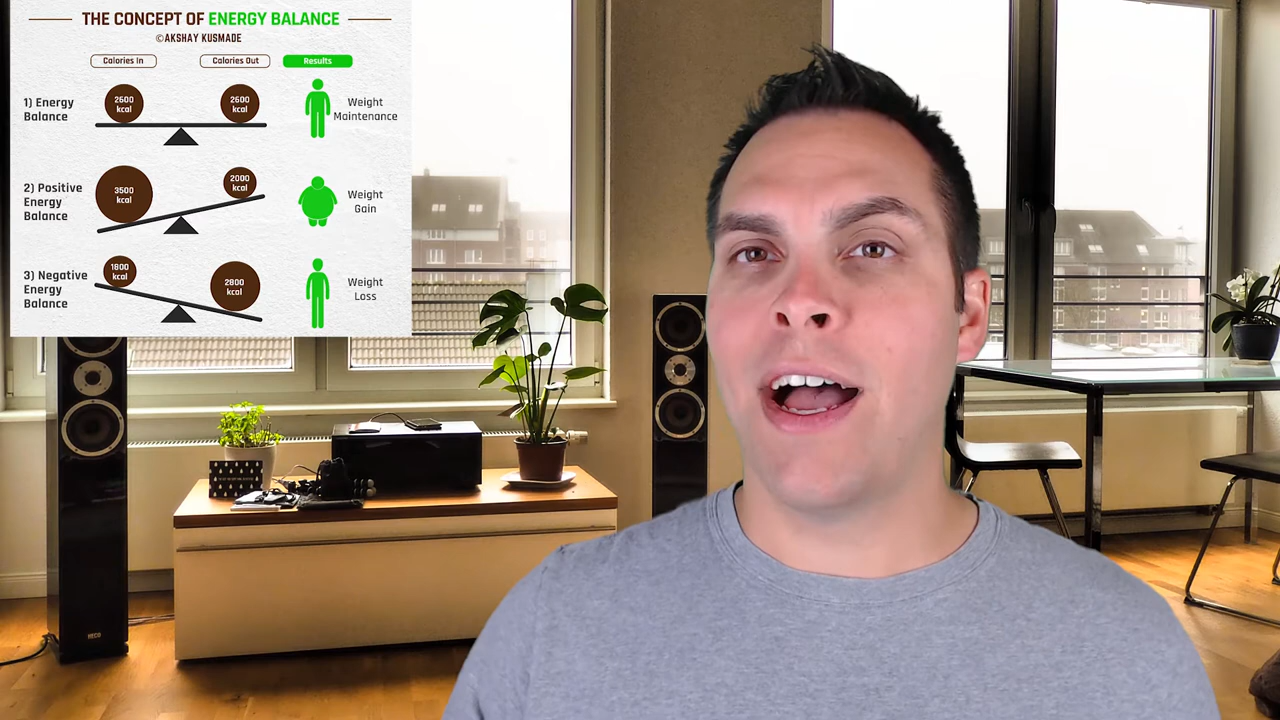 THE CONCEPT OF ENERGY BALANCE
©AKSHAY KUSMADE
Calories In
Calories Out
Results
1) Energy
Balance
2600
kcal
2600
kcal
Weight
Maintenance
2) Positive
Energy
Balance
3500
kcal
2000
kcal
Weight
Gain
3) Negative
Energy
Balance
1800
kcal
2800
kcal
Weight
Loss
HECO